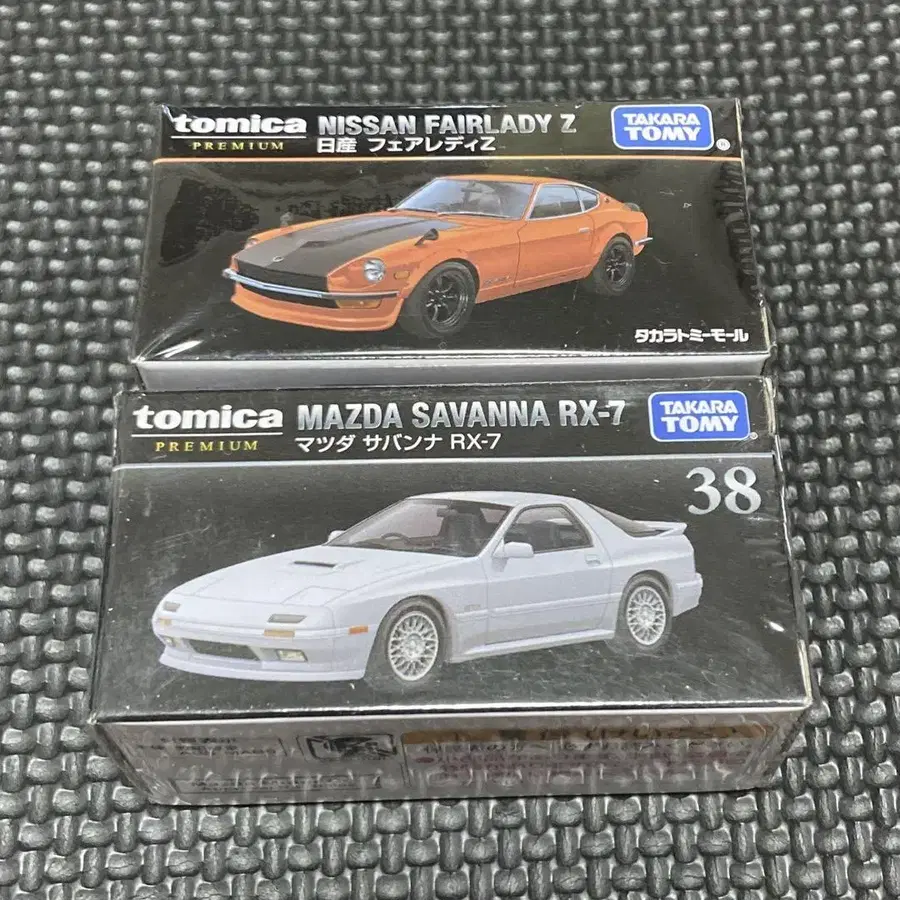 tomica
PREMIUM
NISSAN FAIRLADY Z
日産 フェアレディZ
TAKARA
TOMY
タカラトミーモール
tomica
PREMIUM
MAZDA SAVANNA RX-7
マツダ サバンナ RX-7
TAKARA
TOMY
38